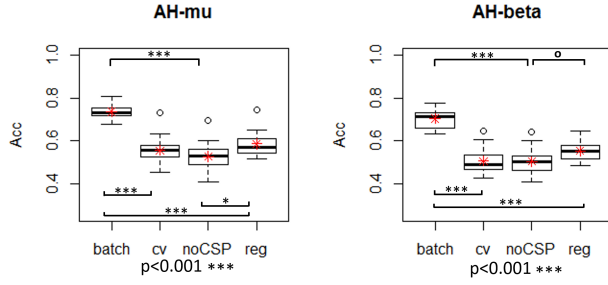 AH-mu
AH-beta
Acc
1.0
0.8
0.6
0.4
***
***
***
*
batch cv noCSP reg
p<0.001 ***
Acc
1.0
0.8
0.6
0.4
***
o
***
***
batch cv noCSP reg
p<0.001 ***